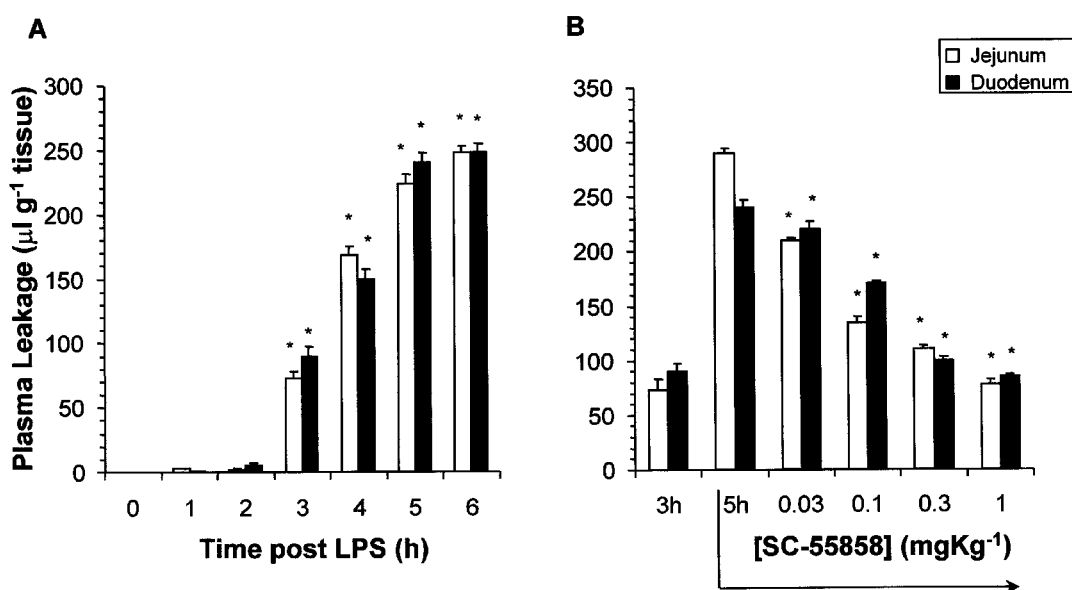 A
B
Jejunum
Duodenum
Plasma Leakage (μl g⁻¹ tissue)
300
250
200
150
100
50
0
* * * * * * * *
0 1 2 3 4 5 6
Time post LPS (h)
350
300
250
200
150
100
50
0
* * * * * * * *
3h 5h 0.03 0.1 0.3 1
[SC-55858] (mgKg⁻¹)